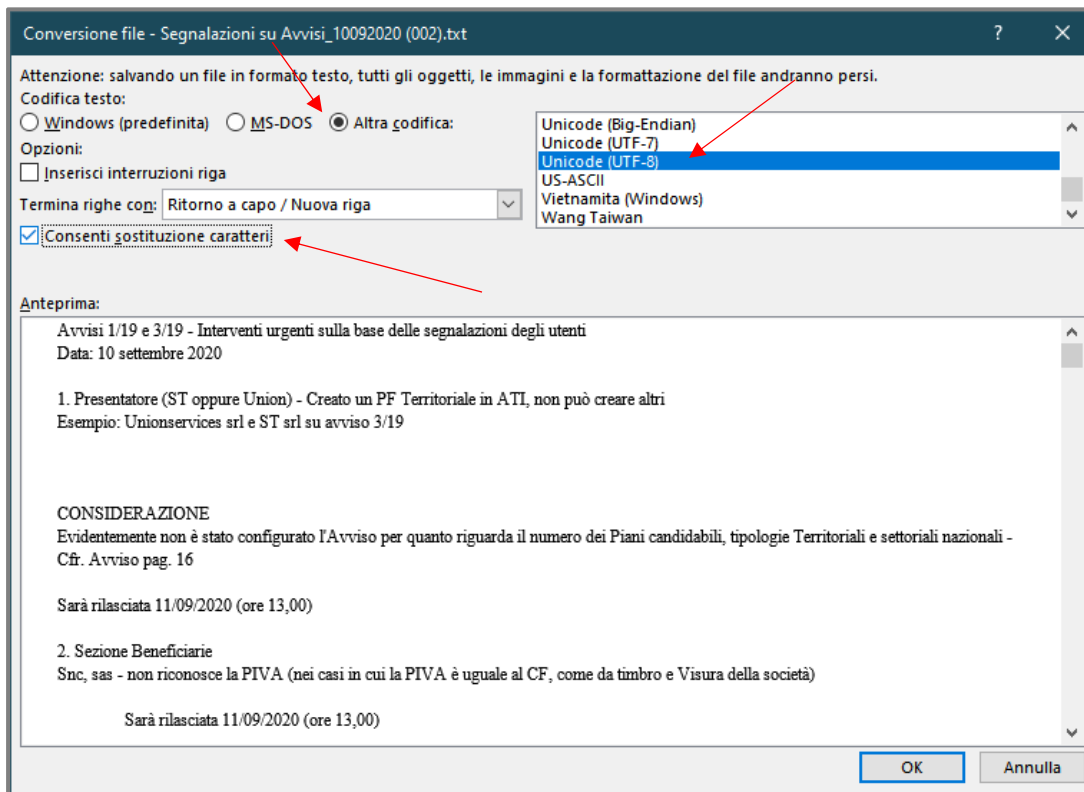 Conversione file - Segnalazioni su Avvisi_10092020 (002).txt
Attenzione: salvando un file in formato testo, tutti gli oggetti, le immagini e la formattazione del file andranno persi.
Codifica testo:
Windows (predefinita) MS-DOS Altra codifica:
Unicode (Big-Endian)
Unicode (UTF-7)
Unicode (UTF-8)
US-ASCII
Vietnamita (Windows)
Wang Taiwan
Opzioni:
Inserisci interruzioni riga
Termina righe con: Ritorno a capo / Nuova riga
Consenti sostituzione caratteri
Anteprima:
Avvisi 1/19 e 3/19 - Interventi urgenti sulla base delle segnalazioni degli utenti
Data: 10 settembre 2020
1. Presentatore (ST oppure Union) - Creato un PF Territoriale in ATI, non può creare altri
Esempio: Unionservices srl e ST srl su avviso 3/19
CONSIDERAZIONE
Evidentemente non è stato configurato l'Avviso per quanto riguarda il numero dei Piani candidabili, tipologie Territoriali e settoriali nazionali -
Cfr. Avviso pag. 16
Sarà rilasciata 11/09/2020 (ore 13,00)
2. Sezione Beneficiarie
Snc, sas - non riconosce la PIVA (nei casi in cui la PIVA è uguale al CF, come da timbro e Visura della società)
Sarà rilasciata 11/09/2020 (ore 13,00)
OK Annulla